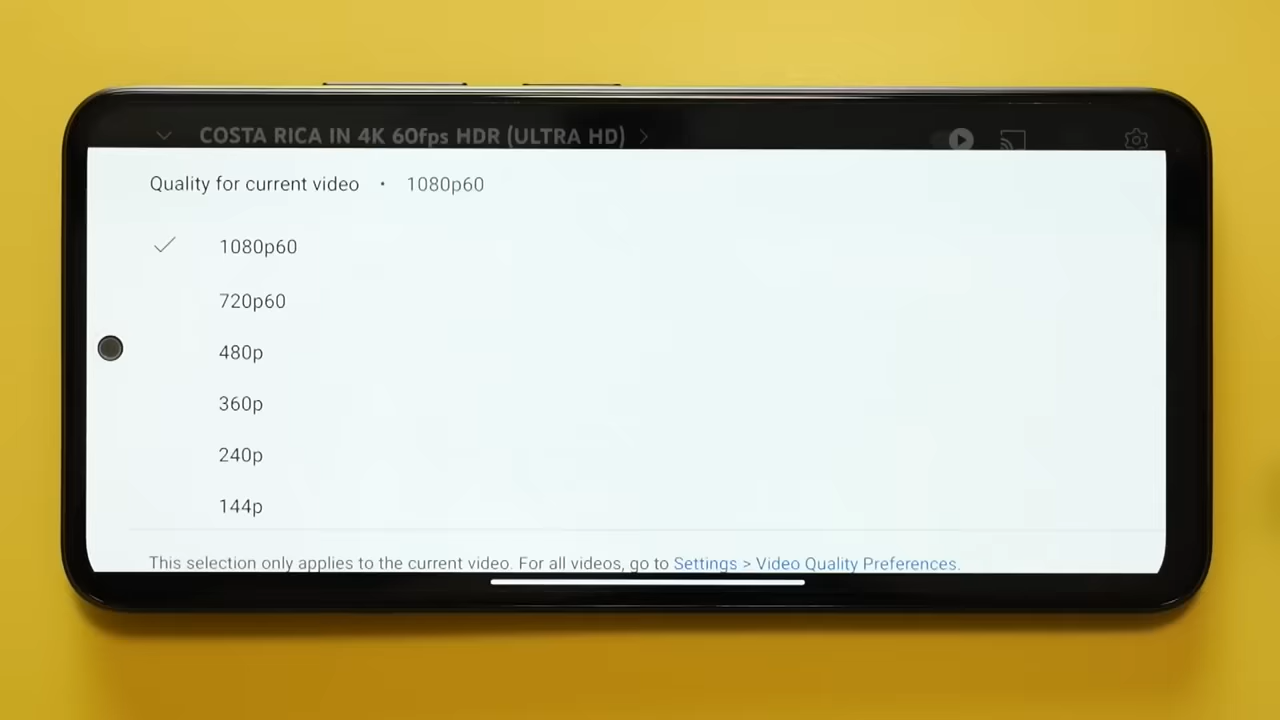 COSTA RICA IN 4K 60fps HDR (ULTRA HD)
Quality for current video • 1080p60
1080p60
720p60
480p
360p
240p
144p
This selection only applies to the current video. For all videos, go to Settings > Video Quality Preferences.